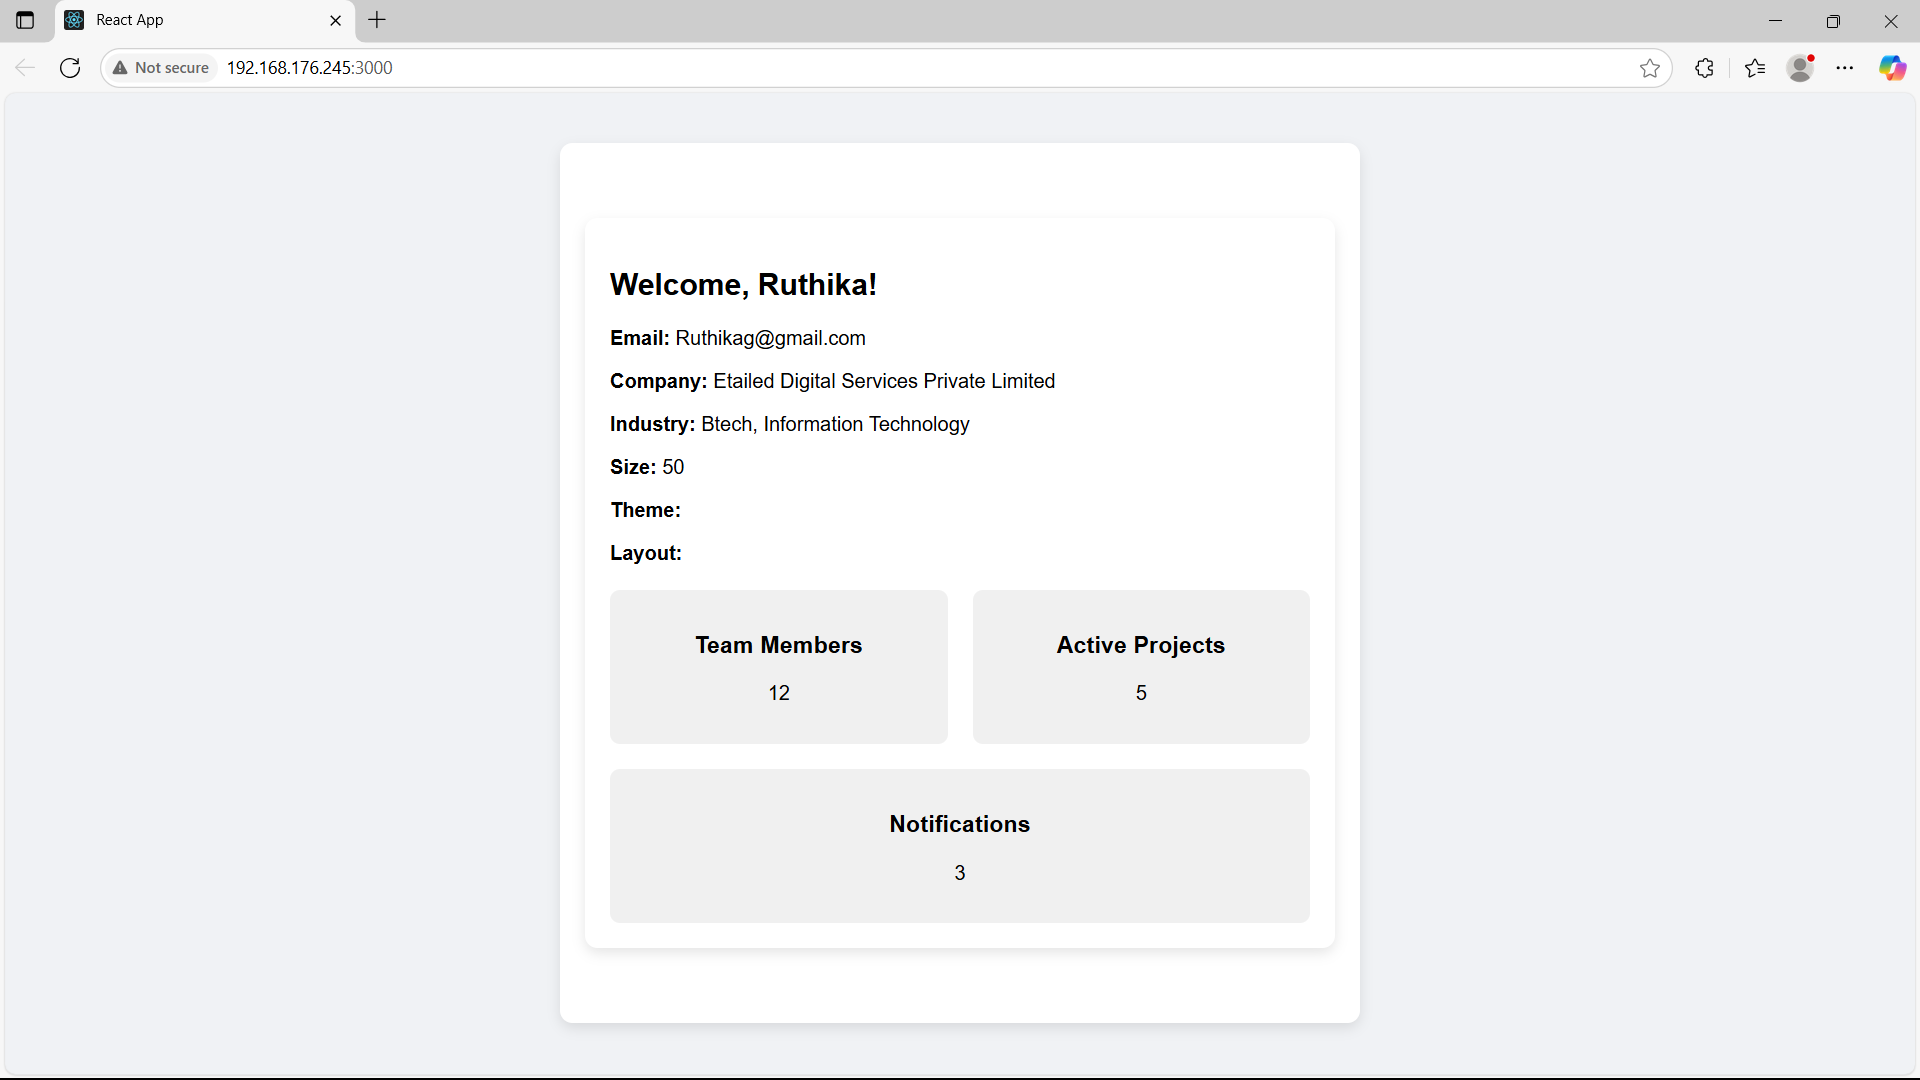 React App
Not secure
192.168.176.245:3000
Welcome, Ruthika!
Email: Ruthikag@gmail.com
Company: Etailed Digital Services Private Limited
Industry: Btech, Information Technology
Size: 50
Theme:
Layout:
Team Members
12
Active Projects
5
Notifications
3